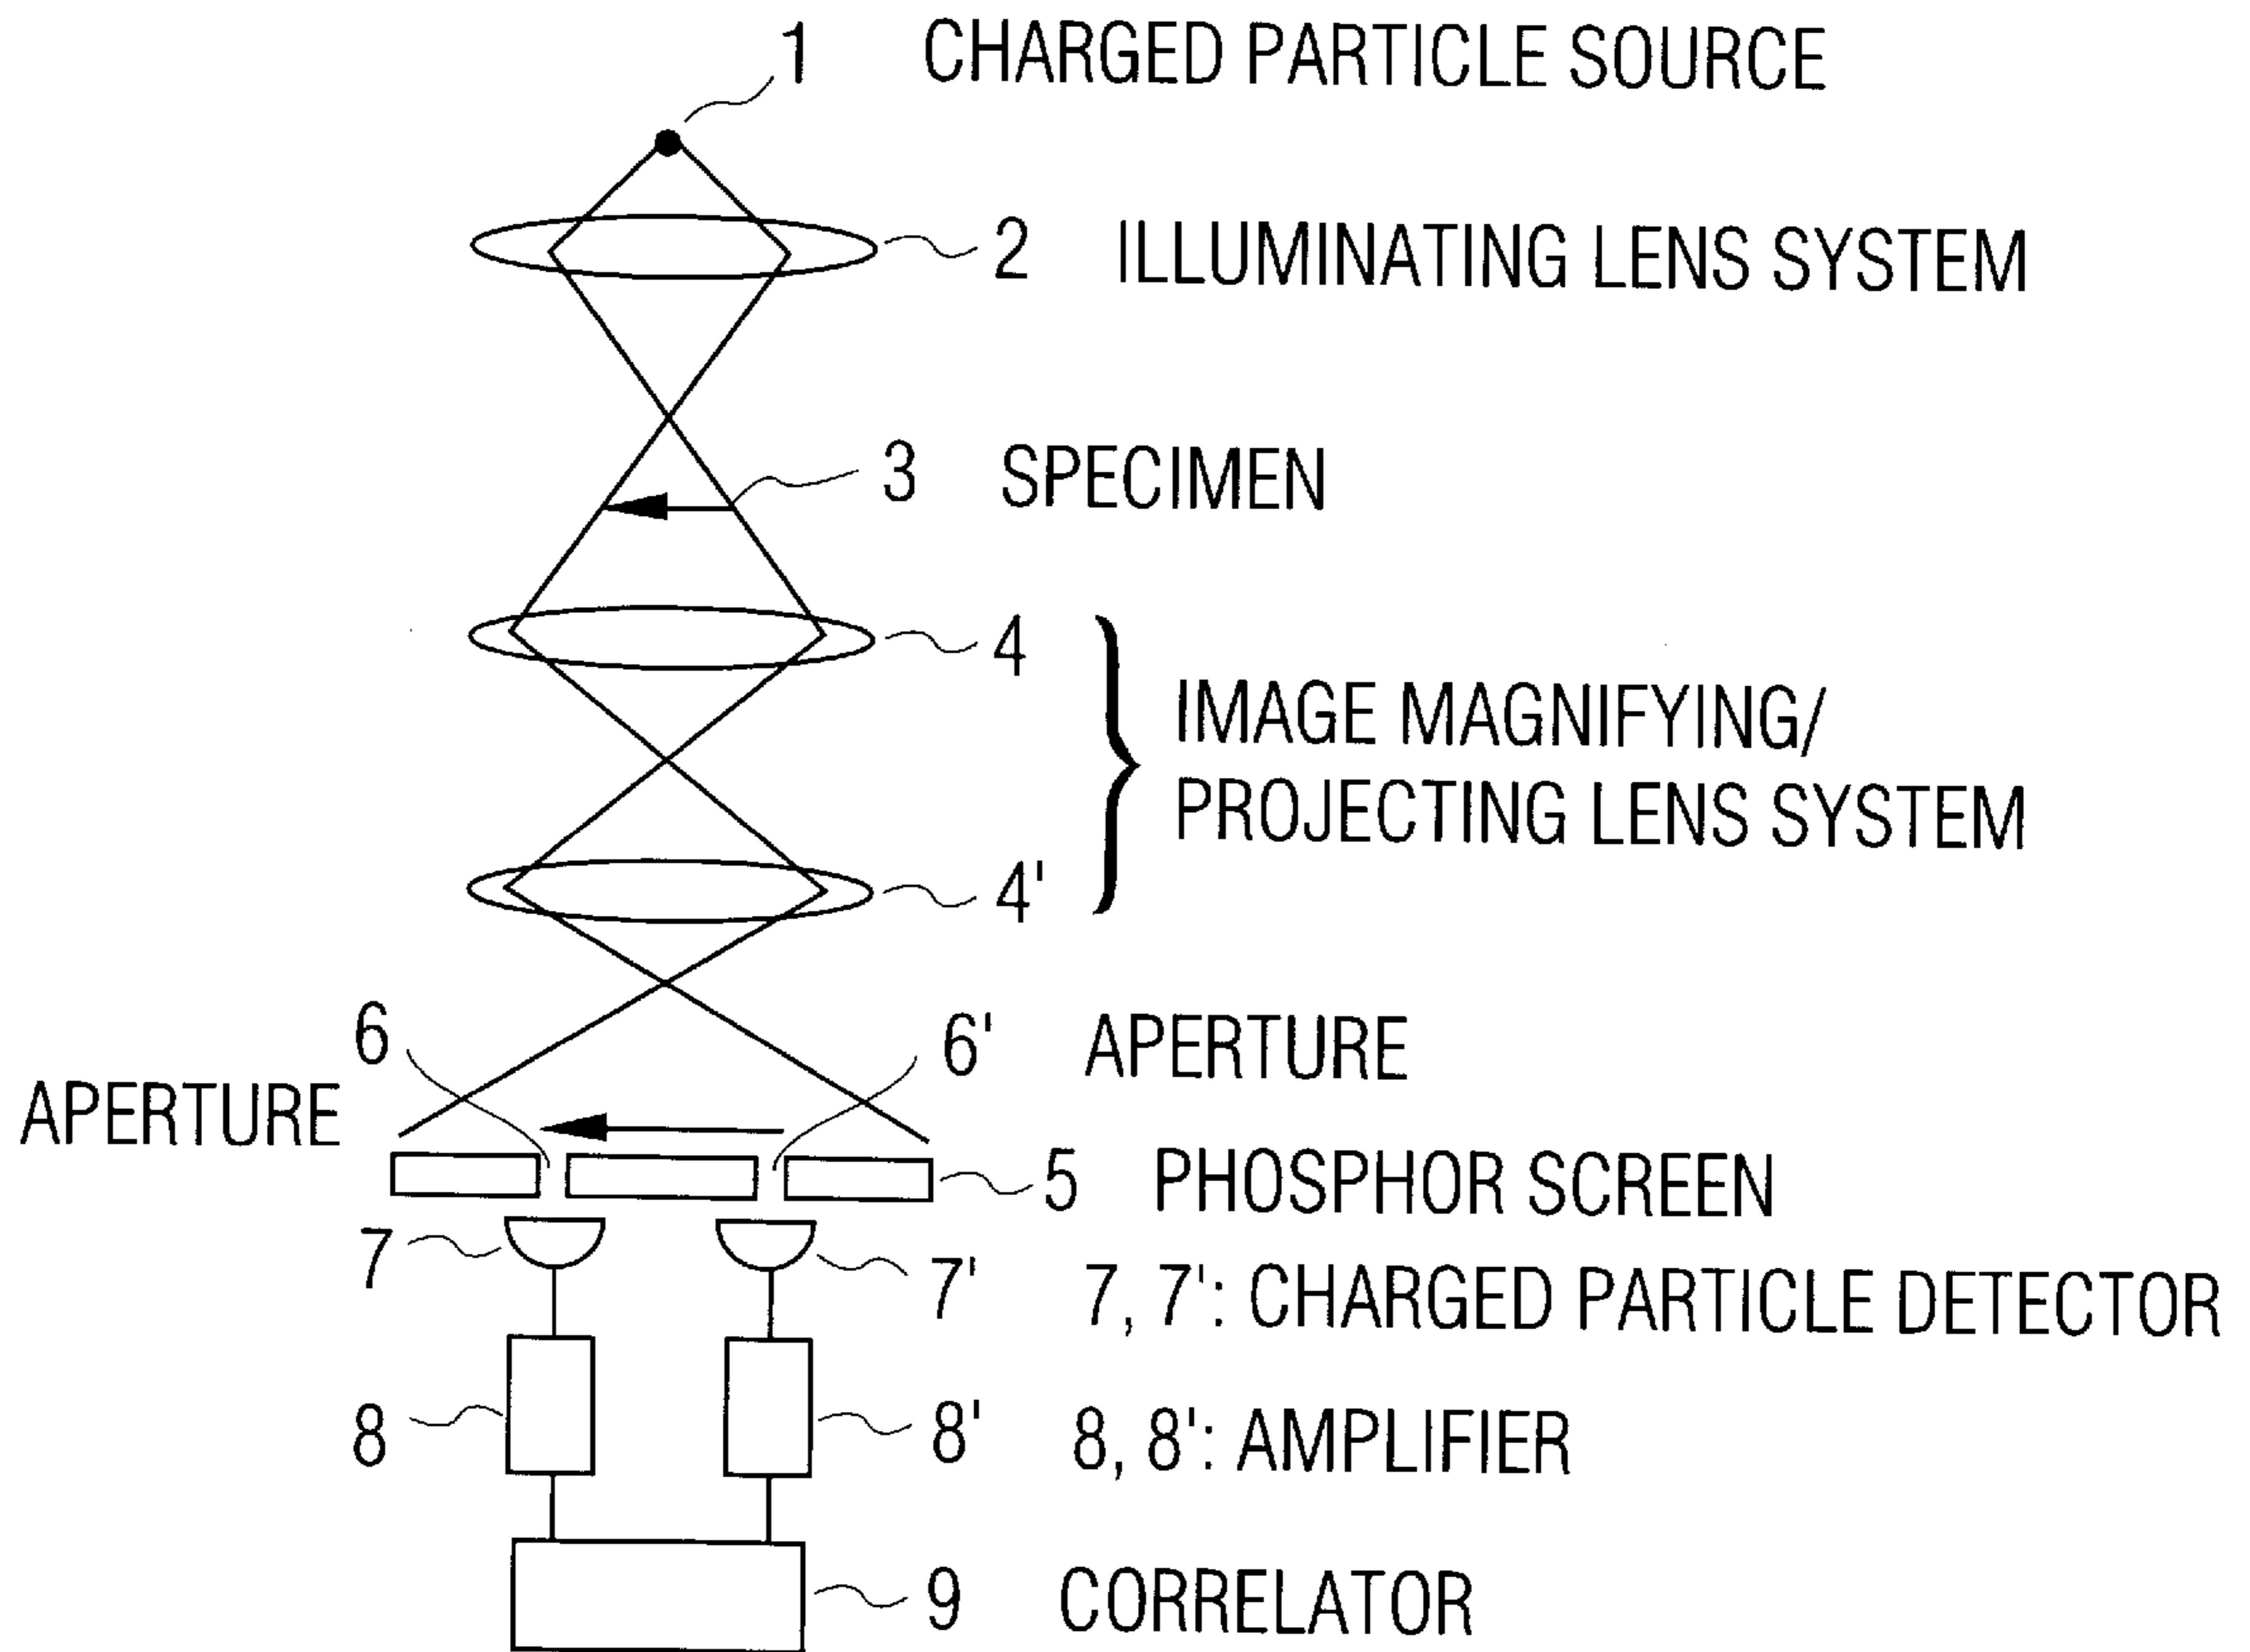 1 CHARGED PARTICLE SOURCE
2 ILLUMINATING LENS SYSTEM
3 SPECIMEN
4
IMAGE MAGNIFYING/
PROJECTING LENS SYSTEM
4'
6
6' APERTURE
APERTURE
5 PHOSPHOR SCREEN
7
7' 7, 7': CHARGED PARTICLE DETECTOR
8
8' 8, 8': AMPLIFIER
9 CORRELATOR